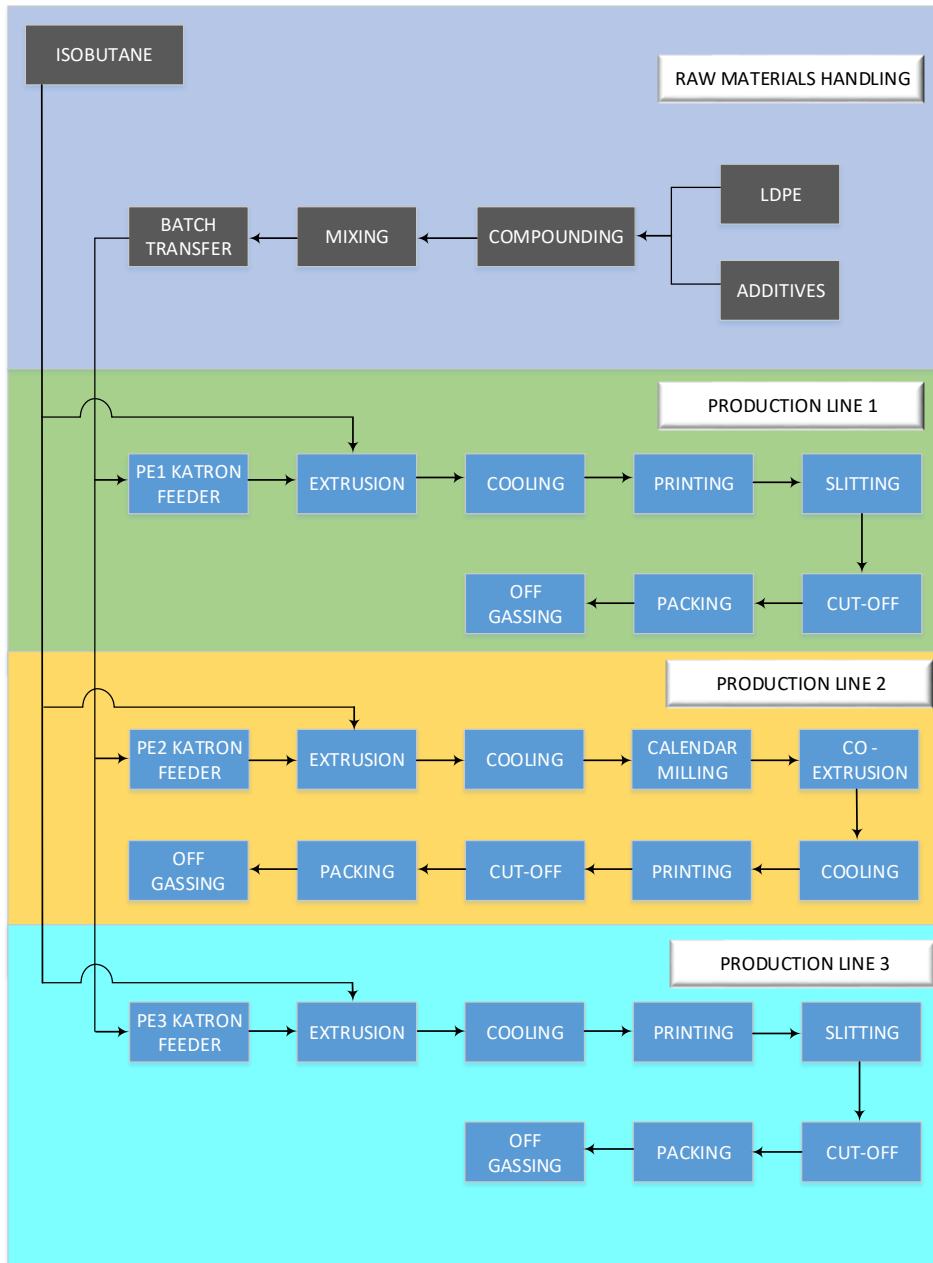 ISOBUTANE
RAW MATERIALS HANDLING
LDPE
BATCH
TRANSFER
MIXING
COMPOUNDING
ADDITIVES
PRODUCTION LINE 1
PE1 KATRON
FEEDER
EXTRUSION
COOLING
PRINTING
SLITTING
OFF
GASSING
PACKING
CUT-OFF
PRODUCTION LINE 2
PE2 KATRON
FEEDER
EXTRUSION
COOLING
CALENDAR
MILLING
CO -
EXTRUSION
OFF
GASSING
PACKING
CUT-OFF
PRINTING
COOLING
PRODUCTION LINE 3
PE3 KATRON
FEEDER
EXTRUSION
COOLING
PRINTING
SLITTING
OFF
GASSING
PACKING
CUT-OFF